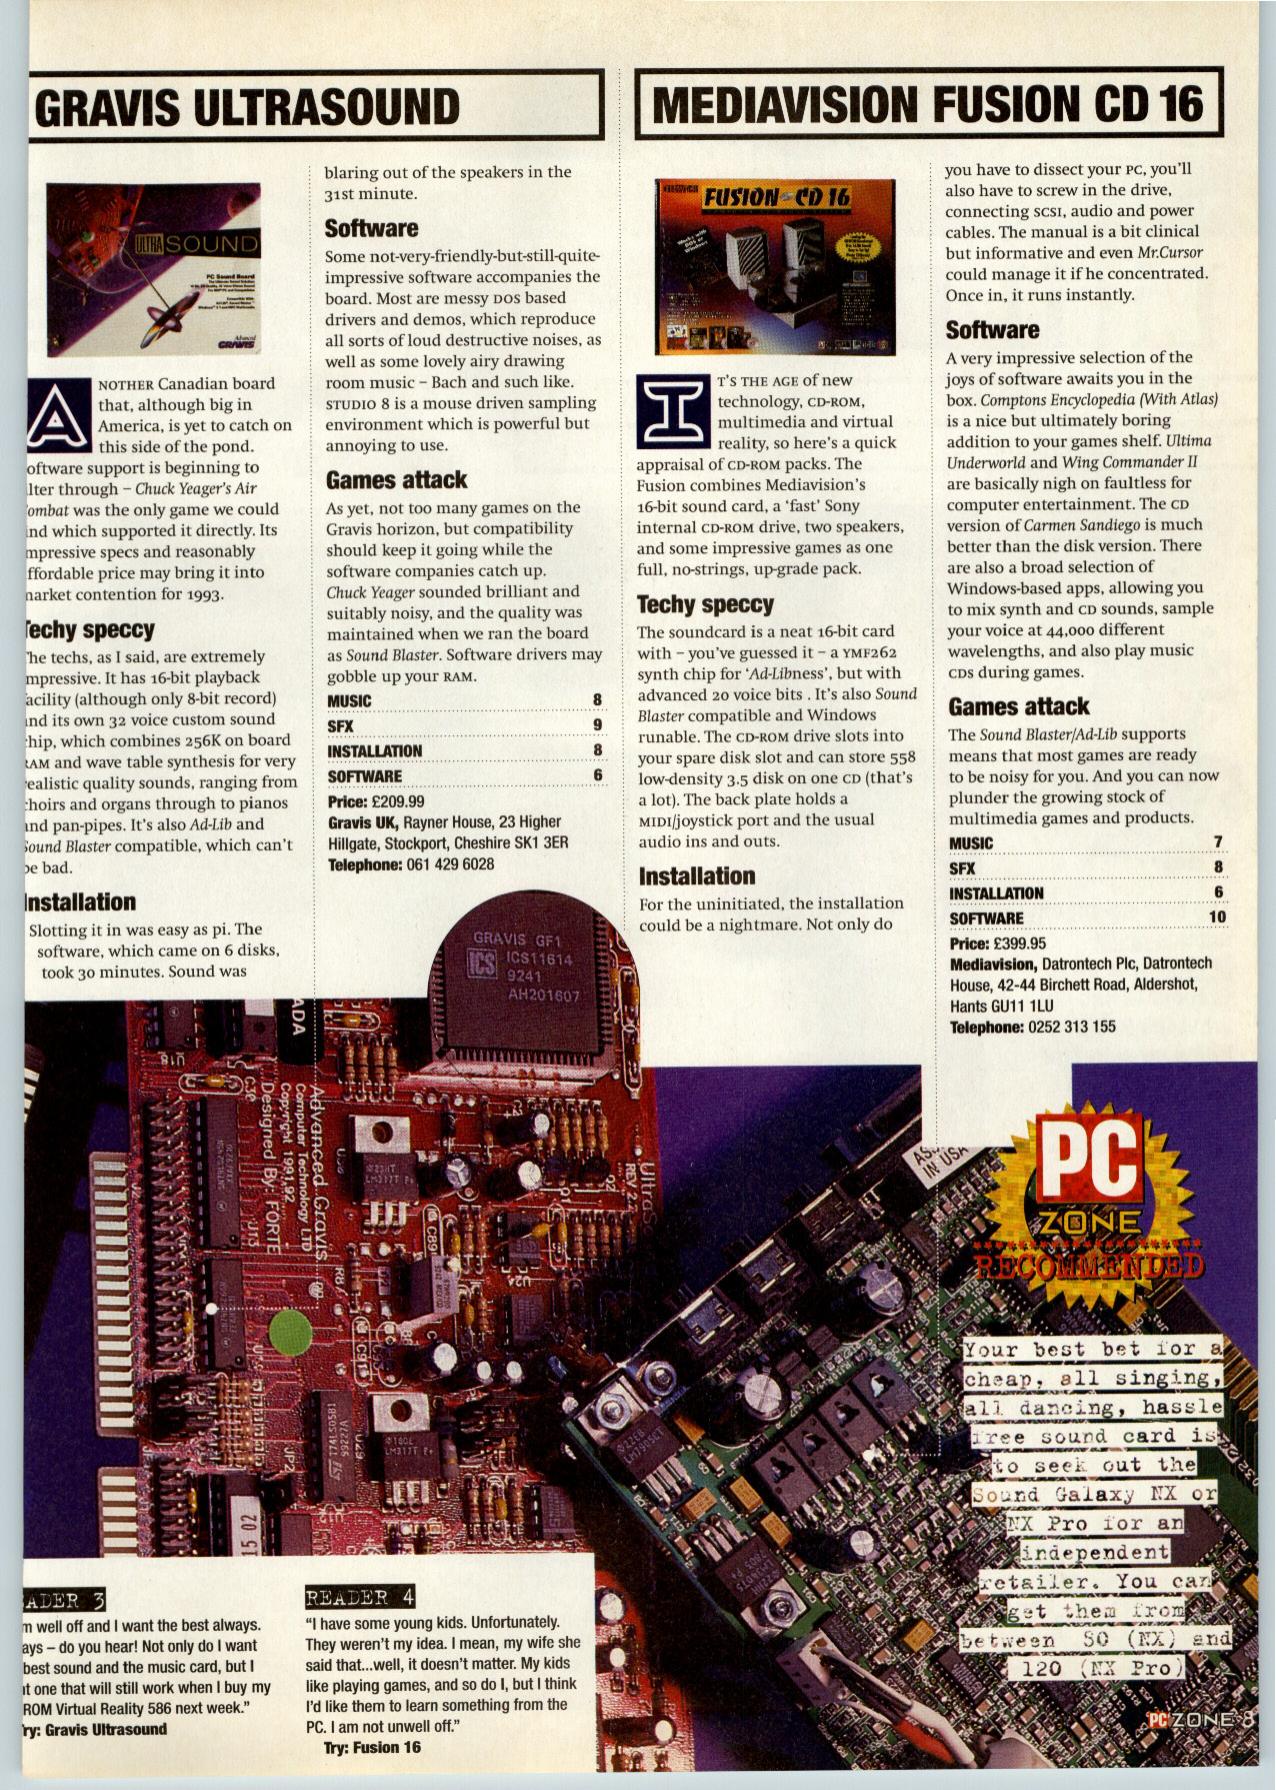 GRAVIS ULTRASOUND
ULTRA SOUND
PC Sound Board
Advanced
GRAVIS
ANOTHER Canadian board
that, although big in
America, is yet to catch on
this side of the pond.
oftware support is beginning to
lter through – Chuck Yeager's Air
ombat was the only game we could
nd which supported it directly. Its
mpressive specs and reasonably
ffordable price may bring it into
arket contention for 1993.
Techy speccy
he techs, as I said, are extremely
mpressive. It has 16-bit playback
acility (although only 8-bit record)
nd its own 32 voice custom sound
hip, which combines 256K on board
RAM and wave table synthesis for very
ealistic quality sounds, ranging from
hoirs and organs through to pianos
nd pan-pipes. It's also Ad-Lib and
Sound Blaster compatible, which can't
be bad.
Installation
Slotting it in was easy as pi. The
software, which came on 6 disks,
took 30 minutes. Sound was
blaring out of the speakers in the
31st minute.
Software
Some not-very-friendly-but-still-quite-
impressive software accompanies the
board. Most are messy DOS based
drivers and demos, which reproduce
all sorts of loud destructive noises, as
well as some lovely airy drawing
room music – Bach and such like.
STUDIO 8 is a mouse driven sampling
environment which is powerful but
annoying to use.
Games attack
As yet, not too many games on the
Gravis horizon, but compatibility
should keep it going while the
software companies catch up.
Chuck Yeager sounded brilliant and
suitably noisy, and the quality was
maintained when we ran the board
as Sound Blaster. Software drivers may
gobble up your RAM.
MUSIC 8
SFX 9
INSTALLATION 8
SOFTWARE 6
Price: £209.99
Gravis UK, Rayner House, 23 Higher
Hillgate, Stockport, Cheshire SK1 3ER
Telephone: 061 429 6028
MEDIAVISION FUSION CD 16
FUSION CD 16
IT'S THE AGE of new
technology, CD-ROM,
multimedia and virtual
reality, so here's a quick
appraisal of CD-ROM packs. The
Fusion combines Mediavision's
16-bit sound card, a 'fast' Sony
internal CD-ROM drive, two speakers,
and some impressive games as one
full, no-strings, up-grade pack.
Techy speccy
The soundcard is a neat 16-bit card
with – you've guessed it – a YMF262
synth chip for 'Ad-Libness', but with
advanced 20 voice bits . It's also Sound
Blaster compatible and Windows
runable. The CD-ROM drive slots into
your spare disk slot and can store 558
low-density 3.5 disk on one CD (that's
a lot). The back plate holds a
MIDI/joystick port and the usual
audio ins and outs.
Installation
For the uninitiated, the installation
could be a nightmare. Not only do
you have to dissect your PC, you'll
also have to screw in the drive,
connecting SCSI, audio and power
cables. The manual is a bit clinical
but informative and even Mr.Cursor
could manage it if he concentrated.
Once in, it runs instantly.
Software
A very impressive selection of the
joys of software awaits you in the
box. Comptons Encyclopedia (With Atlas)
is a nice but ultimately boring
addition to your games shelf. Ultima
Underworld and Wing Commander II
are basically nigh on faultless for
computer entertainment. The CD
version of Carmen Sandiego is much
better than the disk version. There
are also a broad selection of
Windows-based apps, allowing you
to mix synth and CD sounds, sample
your voice at 44,000 different
wavelengths, and also play music
CDs during games.
Games attack
The Sound Blaster/Ad-Lib supports
means that most games are ready
to be noisy for you. And you can now
plunder the growing stock of
multimedia games and products.
MUSIC 7
SFX 8
INSTALLATION 6
SOFTWARE 10
Price: £399.95
Mediavision, Datrontech Plc, Datrontech
House, 42-44 Birchett Road, Aldershot,
Hants GU11 1LU
Telephone: 0252 313 155
GRAVIS GF1
ICS
ICS11614
9241
AH201607
ADA
U18
Advanced Gravis
Computer Technology LTD
Copyright 1991,92
Designed By: FORTE
REV 2
U24
LM317T
LM317T
15 02
AS
IN USA
PC
ZONE
RECOMMENDED
Your best bet for a
cheap, all singing,
all dancing, hassle
free sound card is
to seek out the
Sound Galaxy NX or
NX Pro for an
independent
retailer. You can
get them from
between 50 (NX) and
120 (NX Pro)
ADER 3
m well off and I want the best always.
ays – do you hear! Not only do I want
best sound and the music card, but I
t one that will still work when I buy my
ROM Virtual Reality 586 next week."
ry: Gravis Ultrasound
READER 4
"I have some young kids. Unfortunately.
They weren't my idea. I mean, my wife she
said that...well, it doesn't matter. My kids
like playing games, and so do I, but I think
I'd like them to learn something from the
PC. I am not unwell off."
Try: Fusion 16
PC ZONE 8